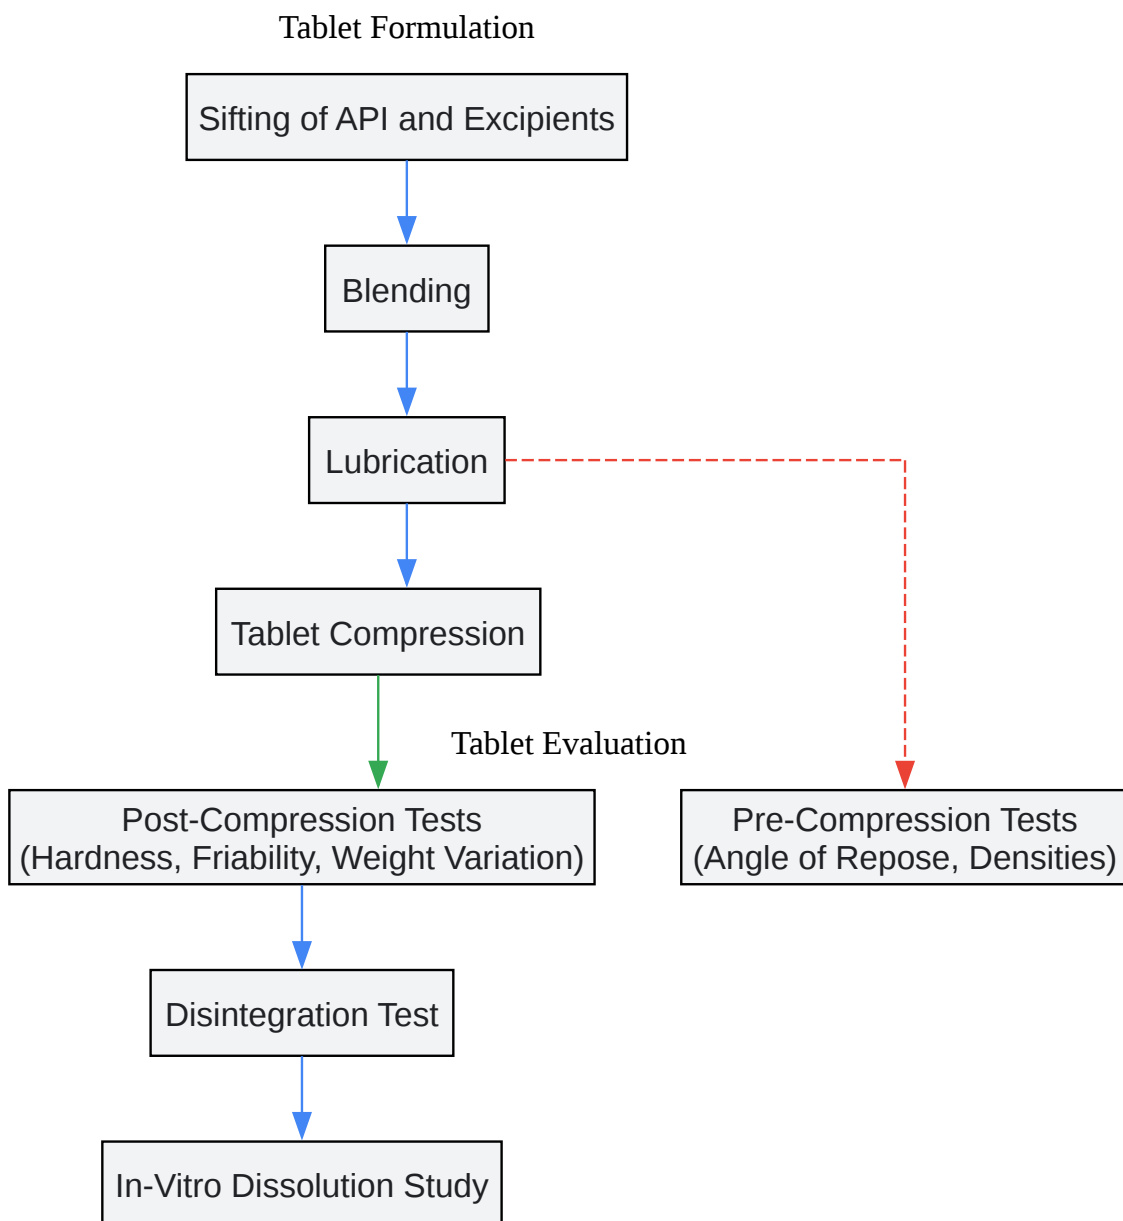 Tablet Formulation
Sifting of API and Excipients
Blending
Lubrication
Tablet Compression
Tablet Evaluation
Post-Compression Tests
(Hardness, Friability, Weight Variation)
Pre-Compression Tests
(Angle of Repose, Densities)
Disintegration Test
In-Vitro Dissolution Study